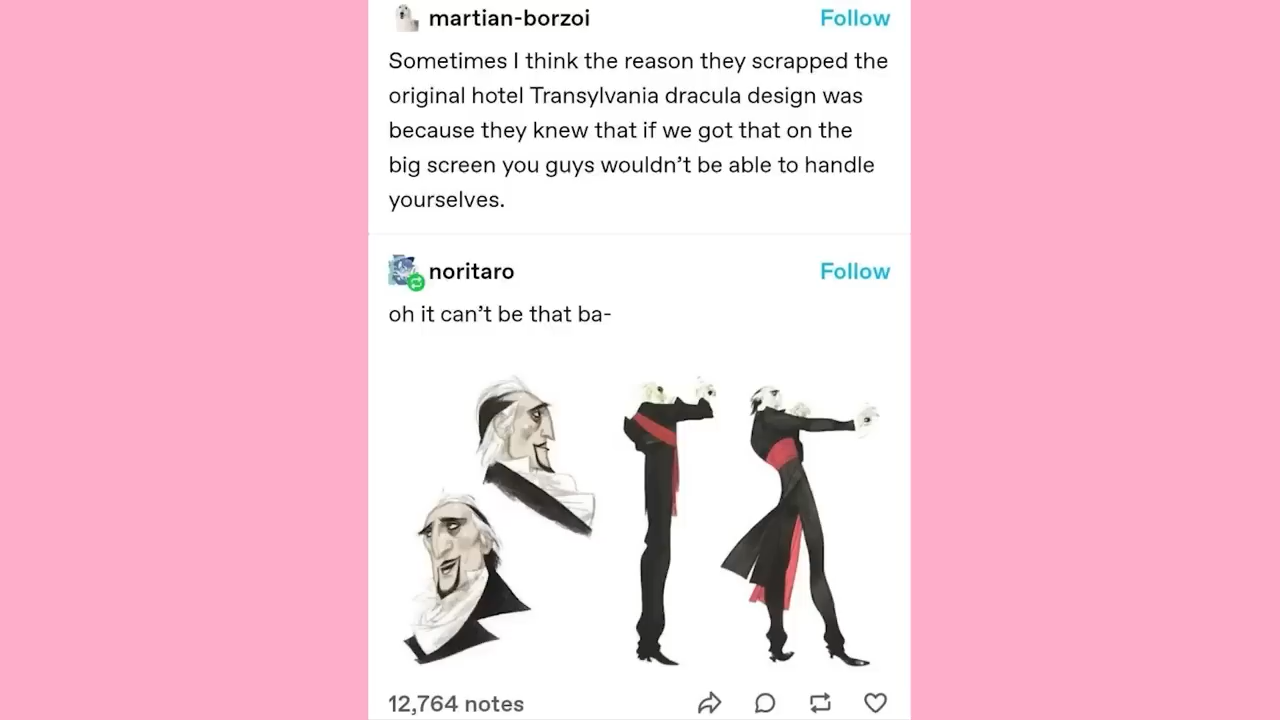 martian-borzoi Follow
Sometimes I think the reason they scrapped the
original hotel Transylvania dracula design was
because they knew that if we got that on the
big screen you guys wouldn’t be able to handle
yourselves.
noritaro Follow
oh it can’t be that ba-
12,764 notes